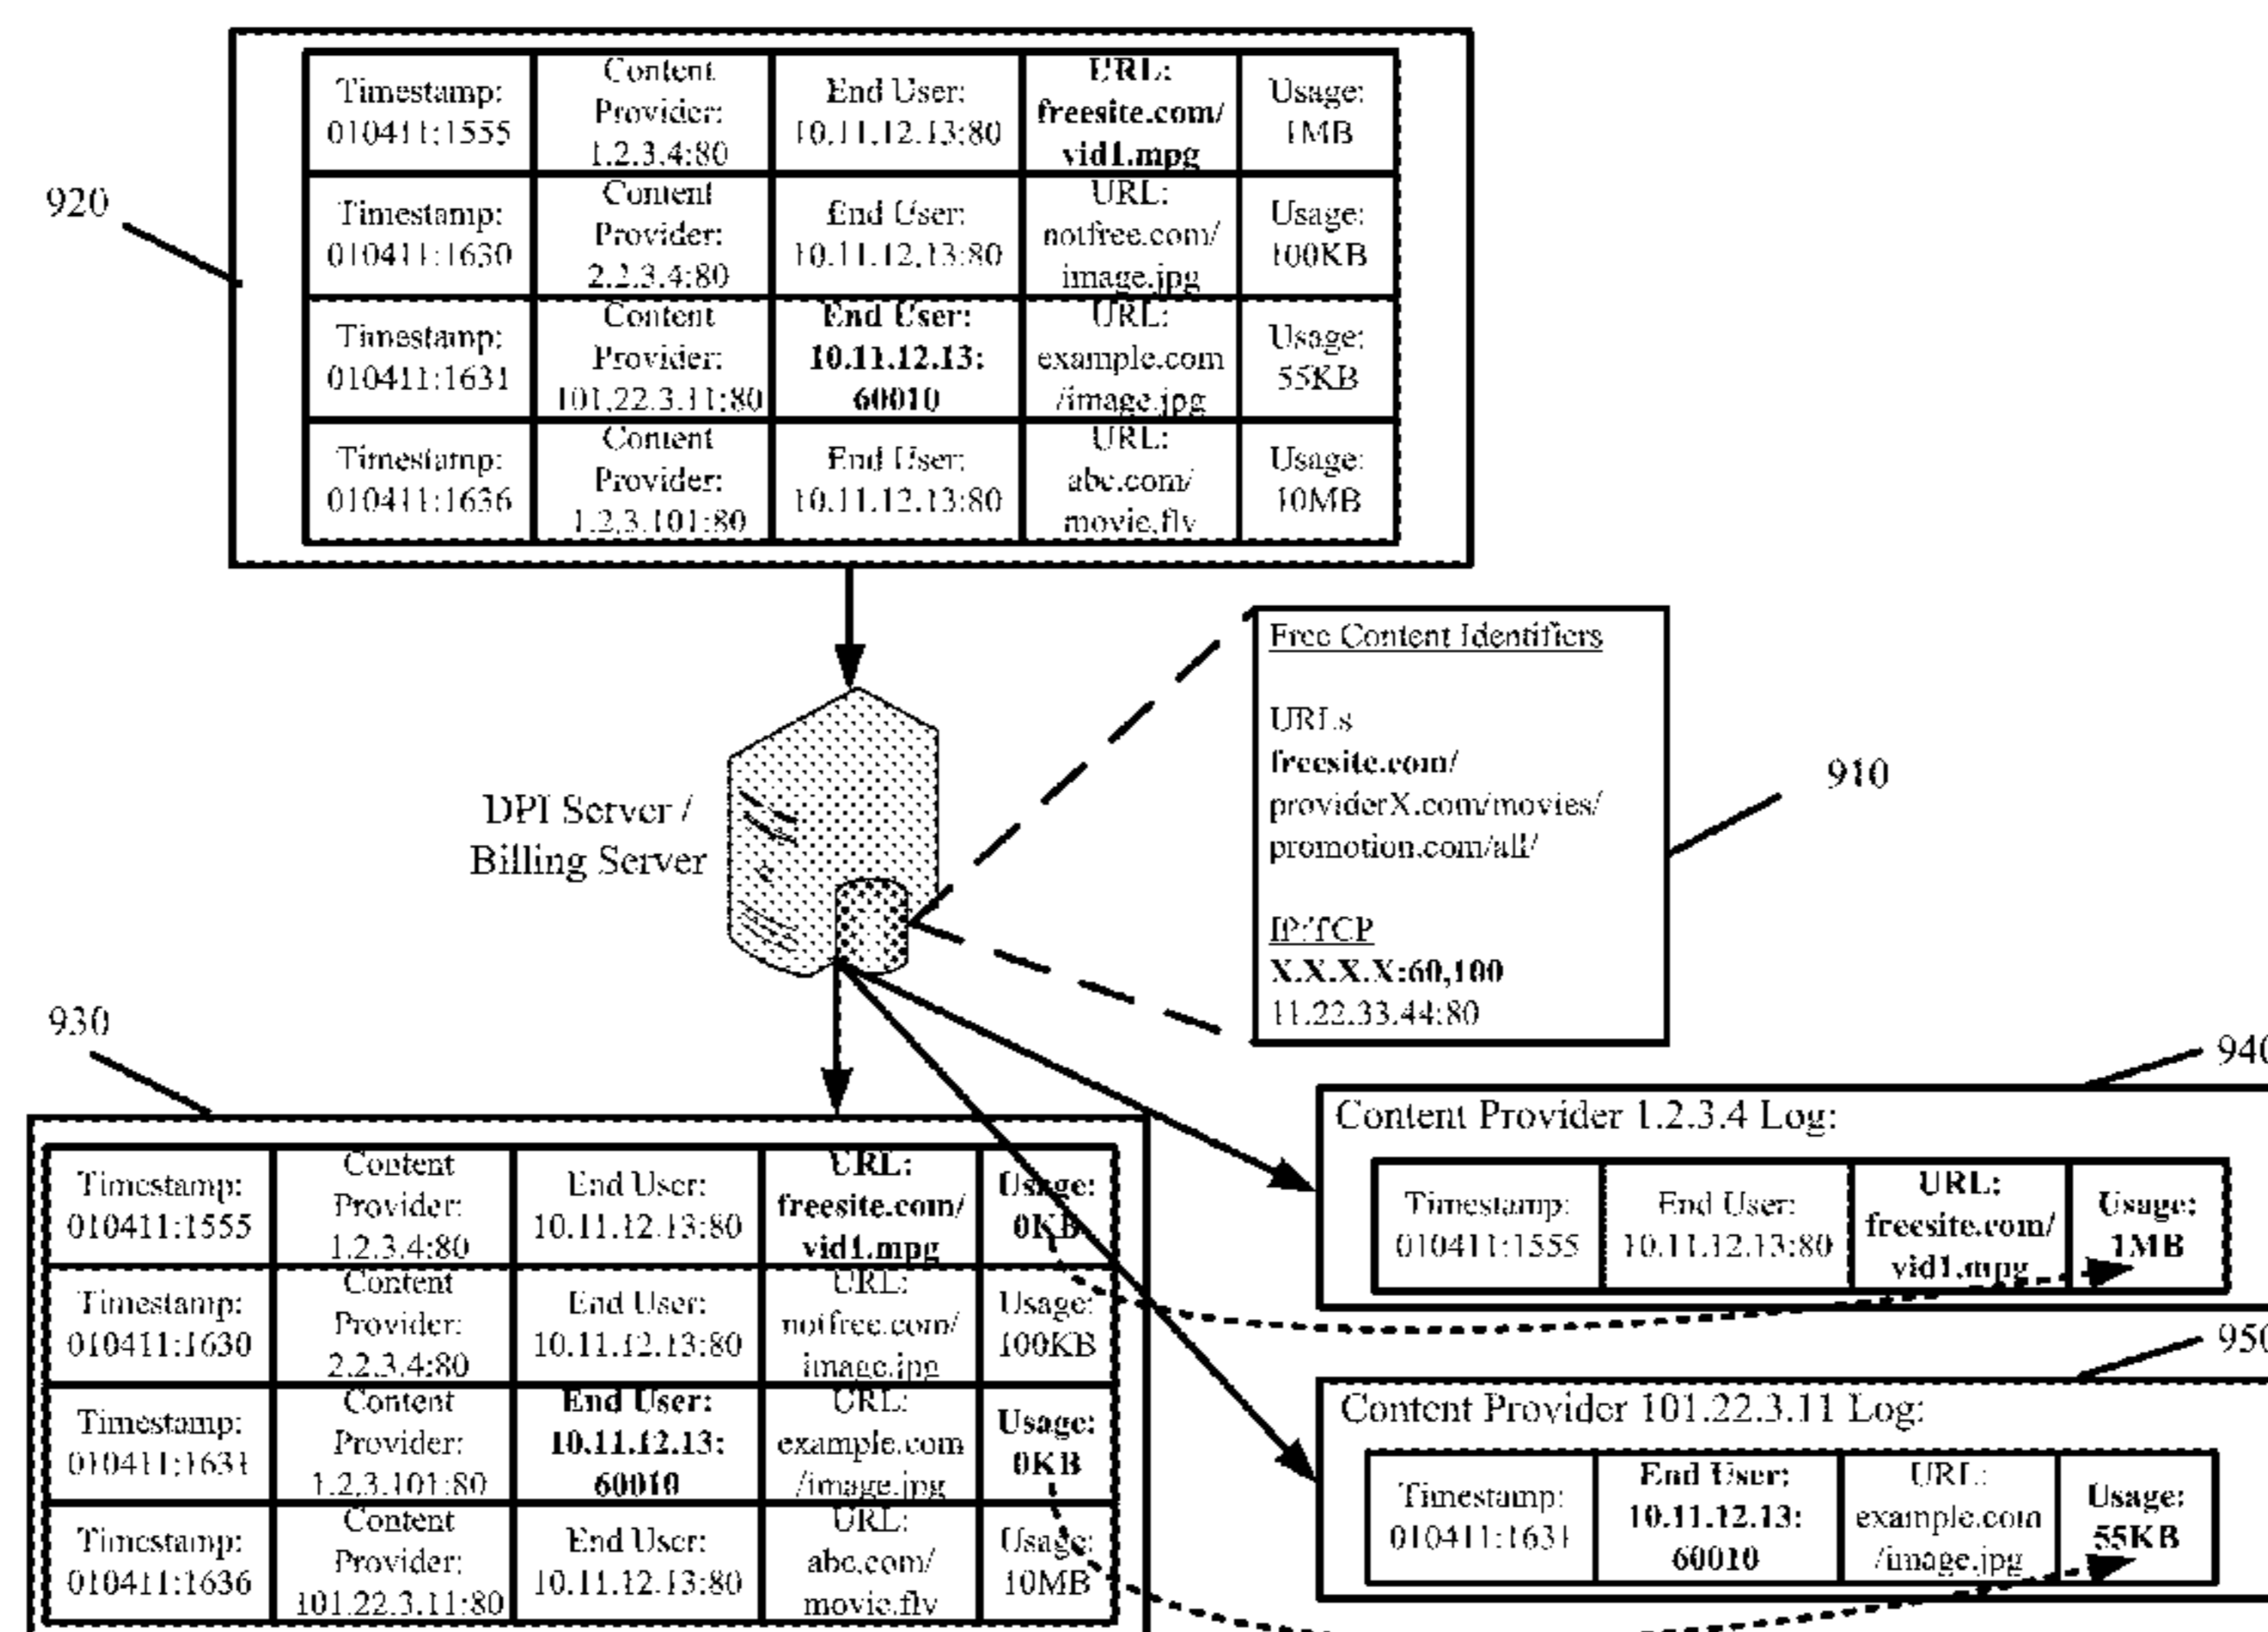 920
Timestamp:
010411:1555
Content
Provider:
1.2.3.4:80
End User:
10.11.12.13:80
URL:
freesite.com/
vid1.mpg
Usage:
1MB
Timestamp:
010411:1630
Content
Provider:
2.2.3.4:80
End User:
10.11.12.13:80
URL:
notfree.com/
image.jpg
Usage:
100KB
Timestamp:
010411:1631
Content
Provider:
101.22.3.11:80
End User:
10.11.12.13:
60010
URL:
example.com
/image.jpg
Usage:
55KB
Timestamp:
010411:1636
Content
Provider:
1.2.3.101:80
End User:
10.11.12.13:80
URL:
abc.com/
movie.flv
Usage:
10MB
DPI Server /
Billing Server
Free Content Identifiers
URLs
freesite.com/
providerX.com/movies/
promotion.com/all/
IP:TCP
X.X.X.X:60,100
11.22.33.44:80
910
930
Timestamp:
010411:1555
Content
Provider:
1.2.3.4:80
End User:
10.11.12.13:80
URL:
freesite.com/
vid1.mpg
Usage:
0KB
Timestamp:
010411:1630
Content
Provider:
2.2.3.4:80
End User:
10.11.12.13:80
URL:
notfree.com/
image.jpg
Usage:
100KB
Timestamp:
010411:1631
Content
Provider:
1.2.3.101:80
End User:
10.11.12.13:
60010
URL:
example.com
/image.jpg
Usage:
0KB
Timestamp:
010411:1636
Content
Provider:
101.22.3.11:80
End User:
10.11.12.13:80
URL:
abc.com/
movie.flv
Usage:
10MB
940
Content Provider 1.2.3.4 Log:
Timestamp:
010411:1555
End User:
10.11.12.13:80
URL:
freesite.com/
vid1.mpg
Usage:
1MB
950
Content Provider 101.22.3.11 Log:
Timestamp:
010411:1631
End User:
10.11.12.13:
60010
URL:
example.com
/image.jpg
Usage:
55KB